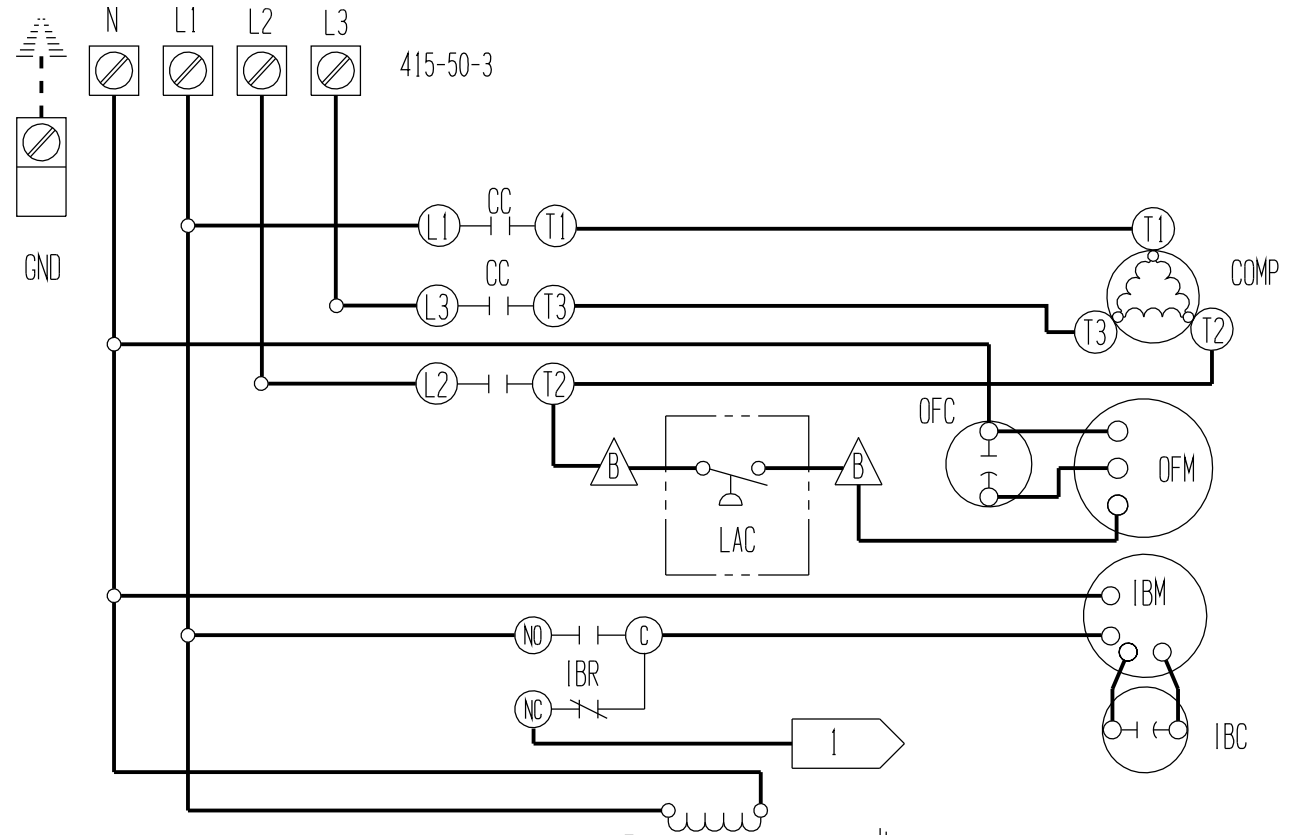 N L1 L2 L3
415-50-3
GND
L1 CC T1
T1
COMP
L3 CC T3
T3
T2
L2 T2
OFC
B B
OFM
LAC
IBM
NO C
IBR
NC
1
IBC